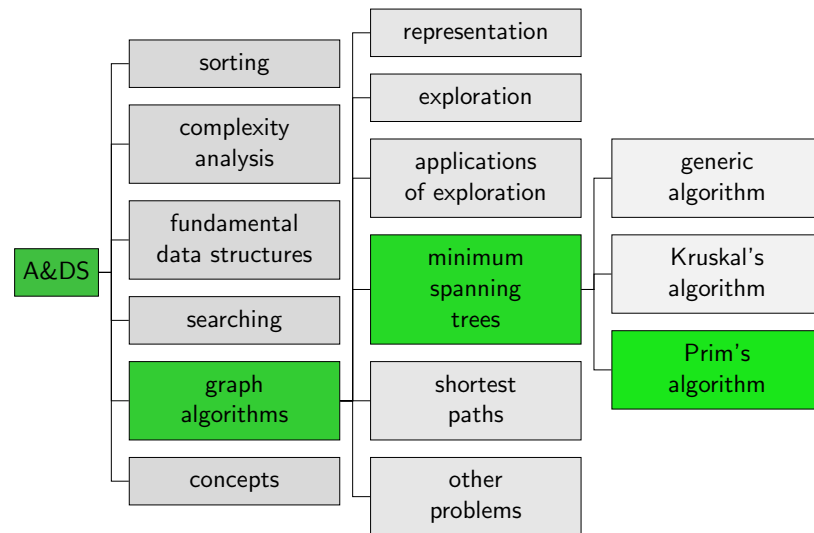 A&DS
sorting
complexity
analysis
fundamental
data structures
searching
graph
algorithms
concepts
representation
exploration
applications
of exploration
minimum
spanning
trees
shortest
paths
other
problems
generic
algorithm
Kruskal's
algorithm
Prim's
algorithm